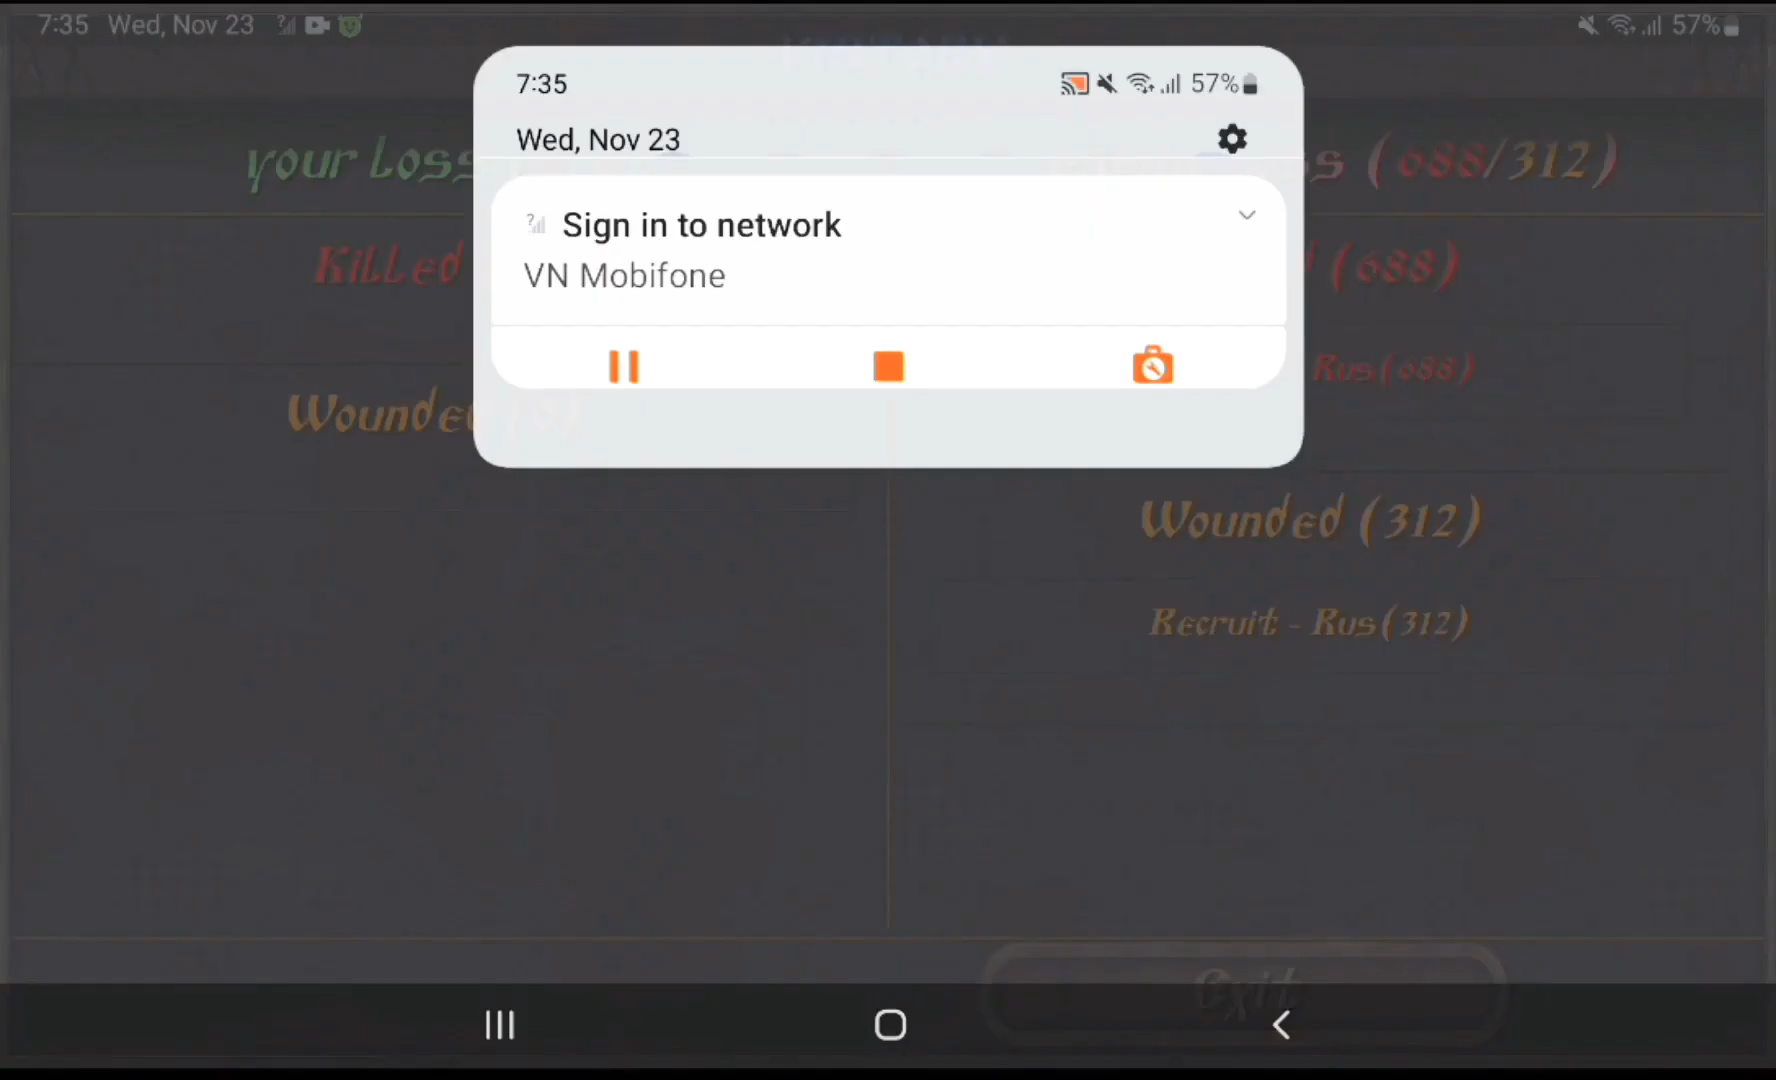 7:35 Wed, Nov 23
57%
7:35
57%
Wed, Nov 23
Sign in to network
VN Mobifone
your Loss
(688/312)
Killed
(688)
Rus(688)
Wounded
Wounded (312)
Recruit - Rus(312)
Exit